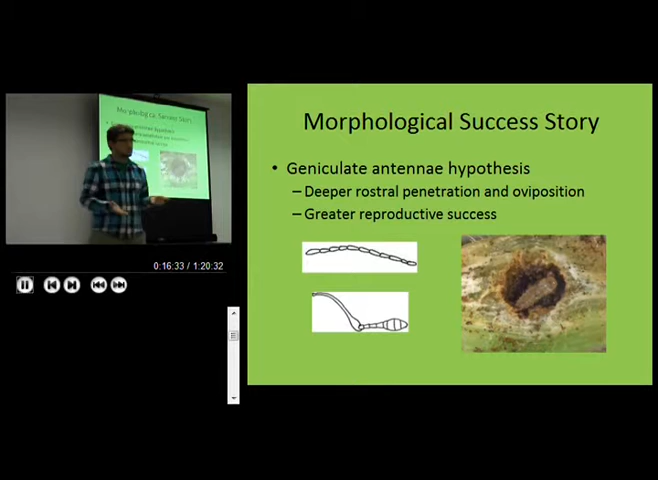 Morphological Success Story
• Geniculate antennae hypothesis
– Deeper rostral penetration and oviposition
– Greater reproductive success
0:16:33 / 1:20:32